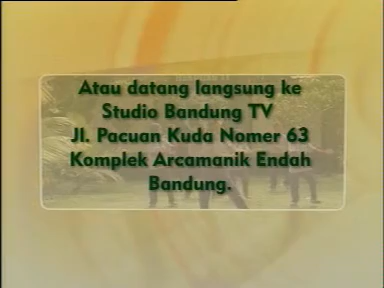 Atau datang langsung ke
Studio Bandung TV
Jl. Pacuan Kuda Nomer 63
Komplek Arcamanik Endah
Bandung.